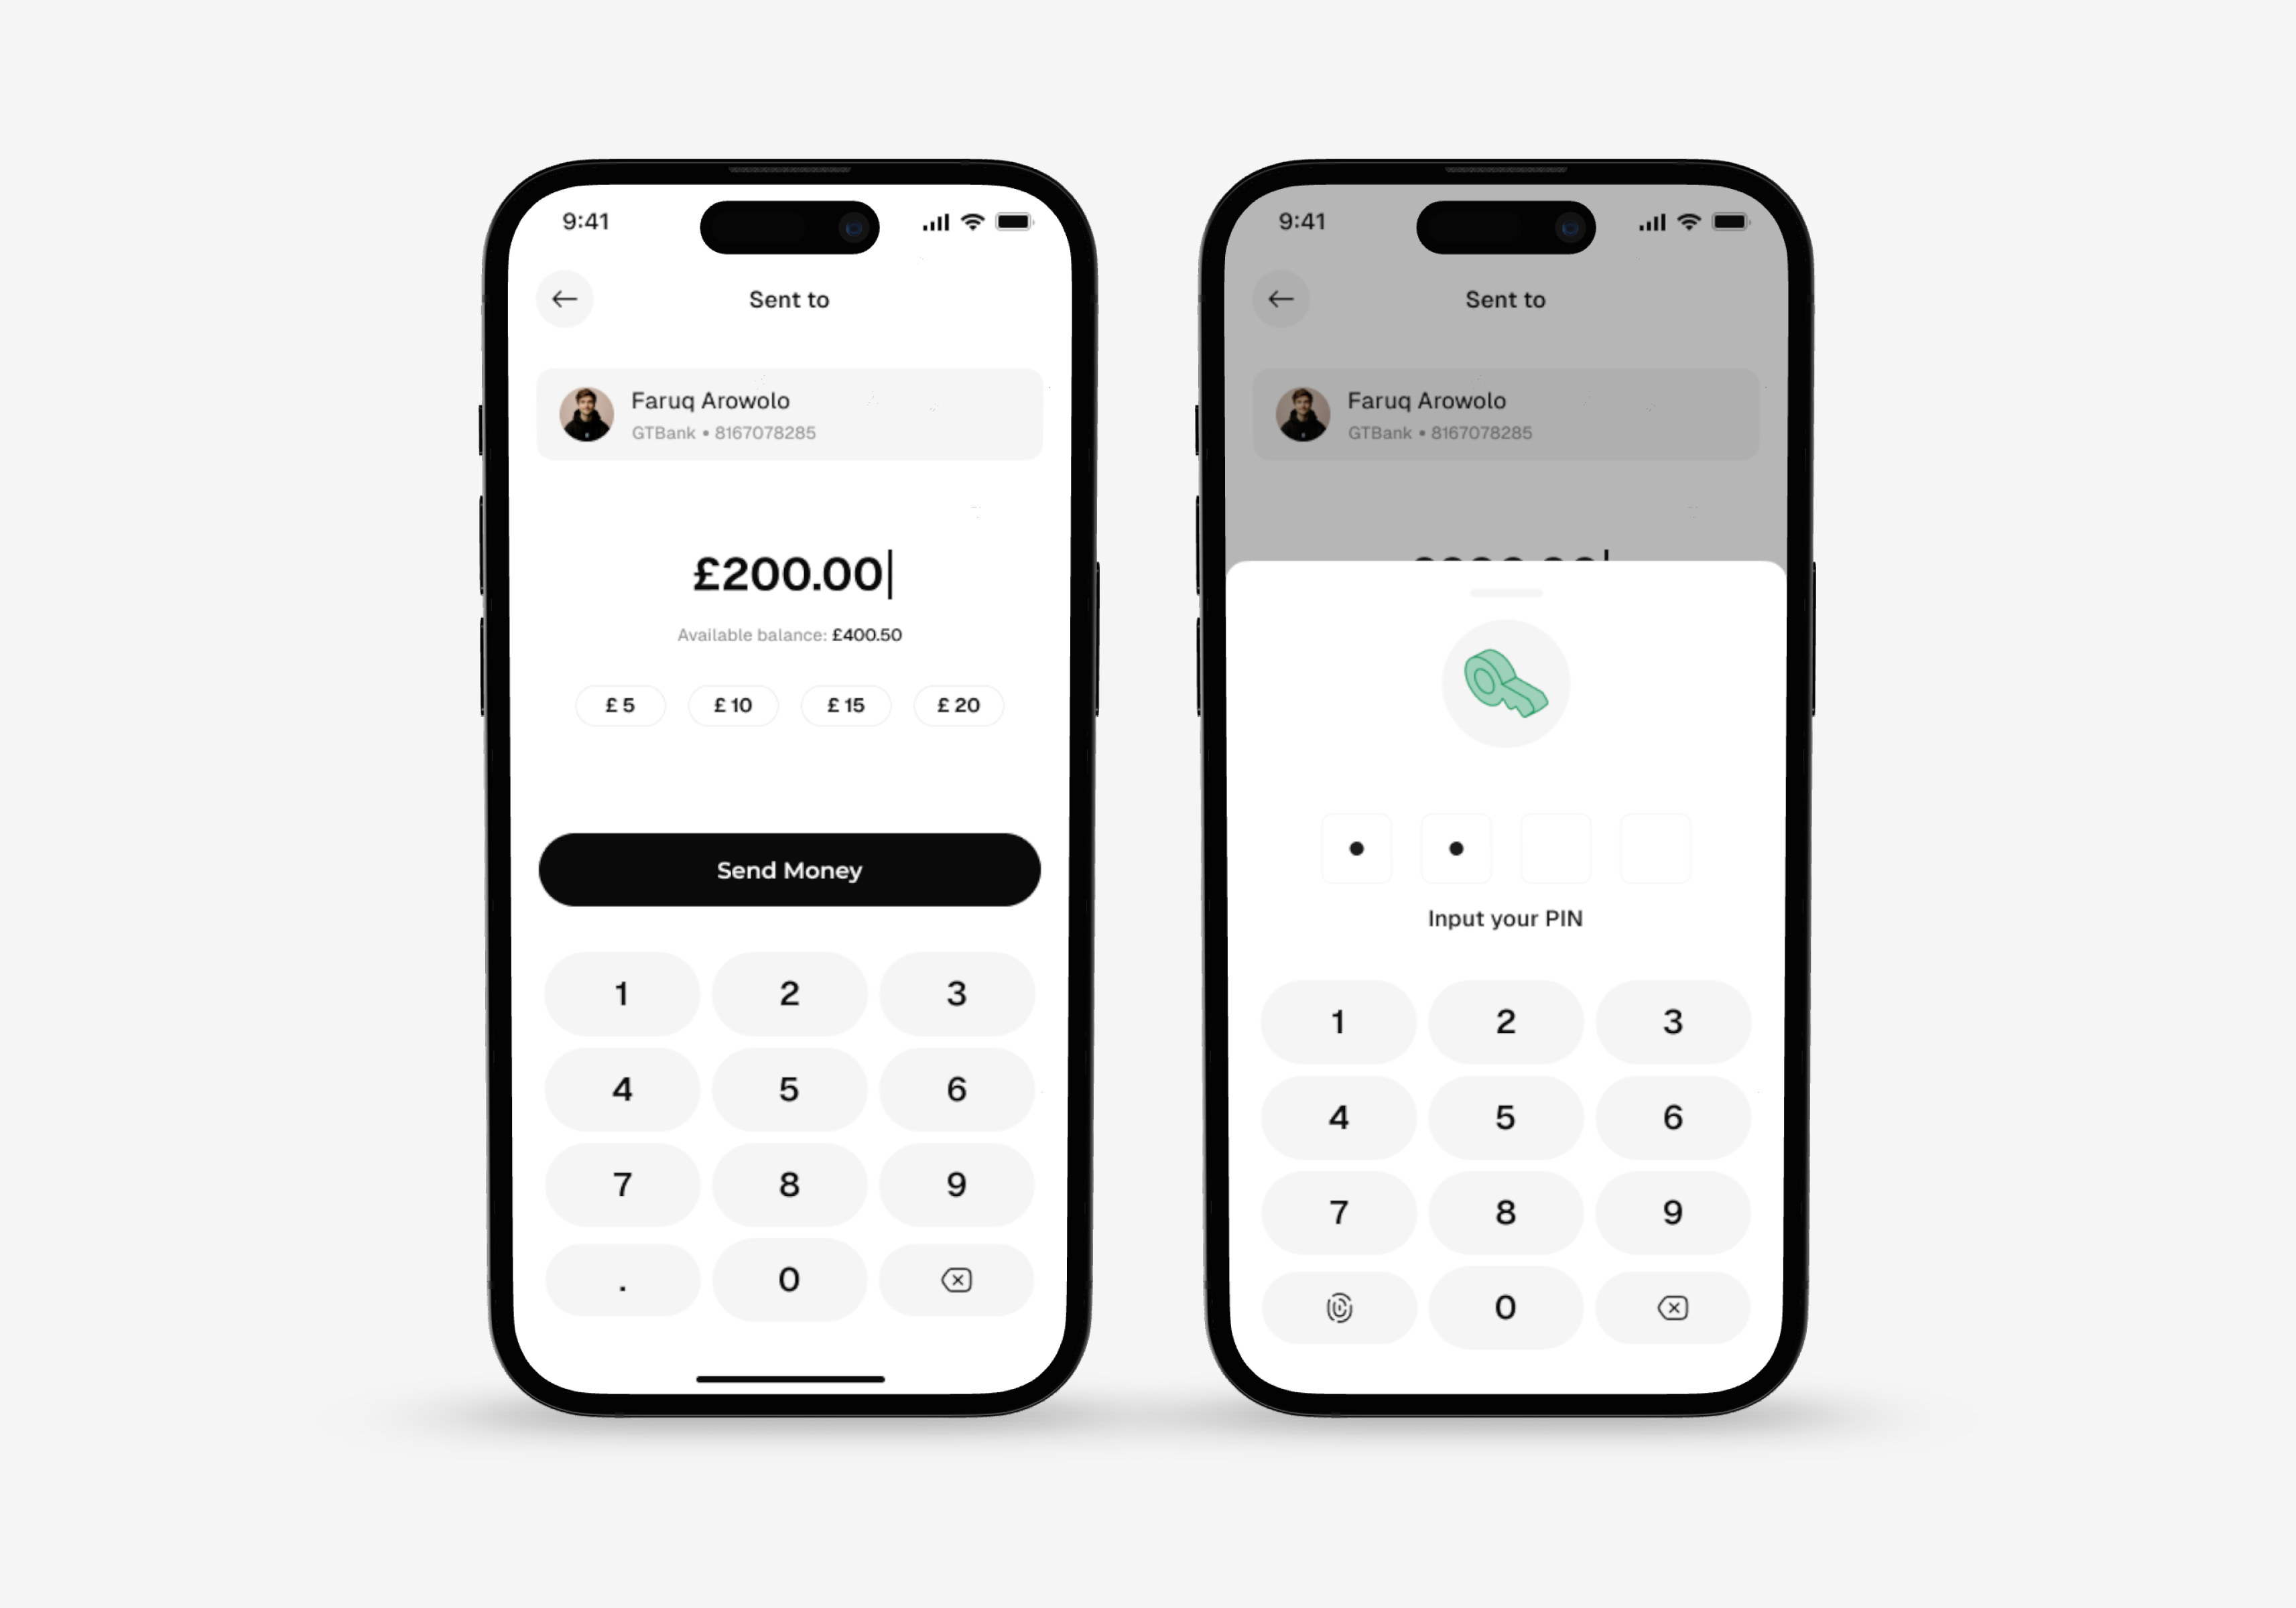 9:41
Sent to
Faruq Arowolo
GTBank • 8167078285
£200.00
Available balance: £400.50
£ 5 £ 10 £ 15 £ 20
Send Money
1 2 3
4 5 6
7 8 9
. 0
9:41
Sent to
Faruq Arowolo
GTBank • 8167078285
Input your PIN
1 2 3
4 5 6
7 8 9
0